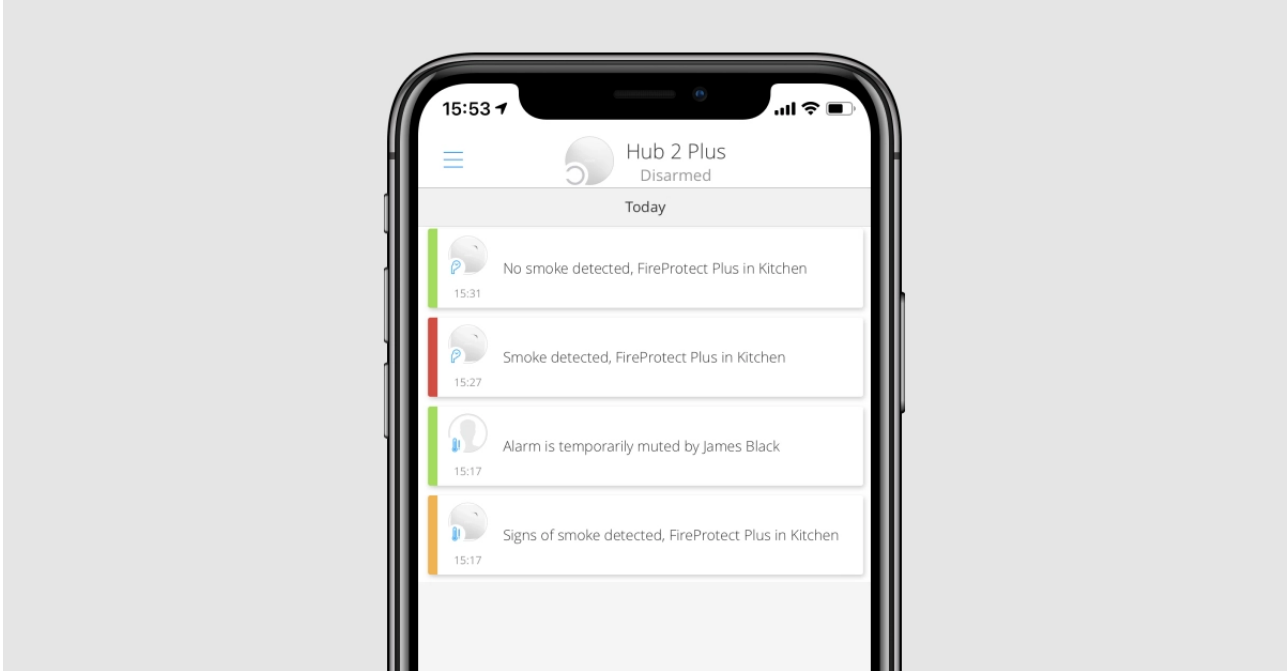 15:53
Hub 2 Plus
Disarmed
Today
No smoke detected, FireProtect Plus in Kitchen
15:31
Smoke detected, FireProtect Plus in Kitchen
15:27
Alarm is temporarily muted by James Black
15:17
Signs of smoke detected, FireProtect Plus in Kitchen
15:17